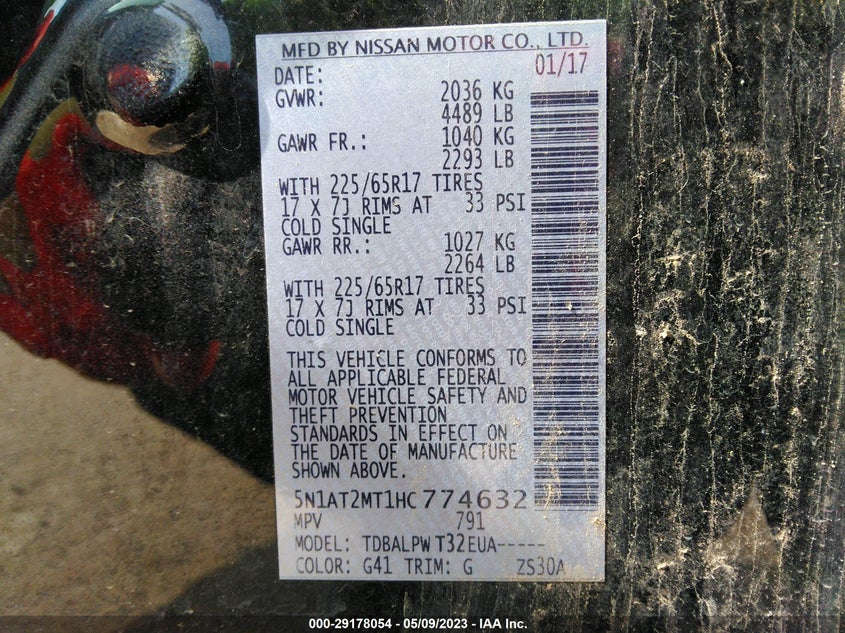 MFD BY NISSAN MOTOR CO., LTD.
DATE: 01/17
GVWR: 2036 KG
4489 LB
GAWR FR.: 1040 KG
2293 LB
WITH 225/65R17 TIRES
17 X 7J RIMS AT 33 PSI
COLD SINGLE
GAWR RR.: 1027 KG
2264 LB
WITH 225/65R17 TIRES
17 X 7J RIMS AT 33 PSI
COLD SINGLE
THIS VEHICLE CONFORMS TO
ALL APPLICABLE FEDERAL
MOTOR VEHICLE SAFETY AND
THEFT PREVENTION
STANDARDS IN EFFECT ON
THE DATE OF MANUFACTURE
SHOWN ABOVE.
5N1AT2MT1HC774632
MPV 791
MODEL: TDBALPW T32EUA-----
COLOR: G41 TRIM: G ZS30A
000-29178054 - 05/09/2023 - IAA Inc.